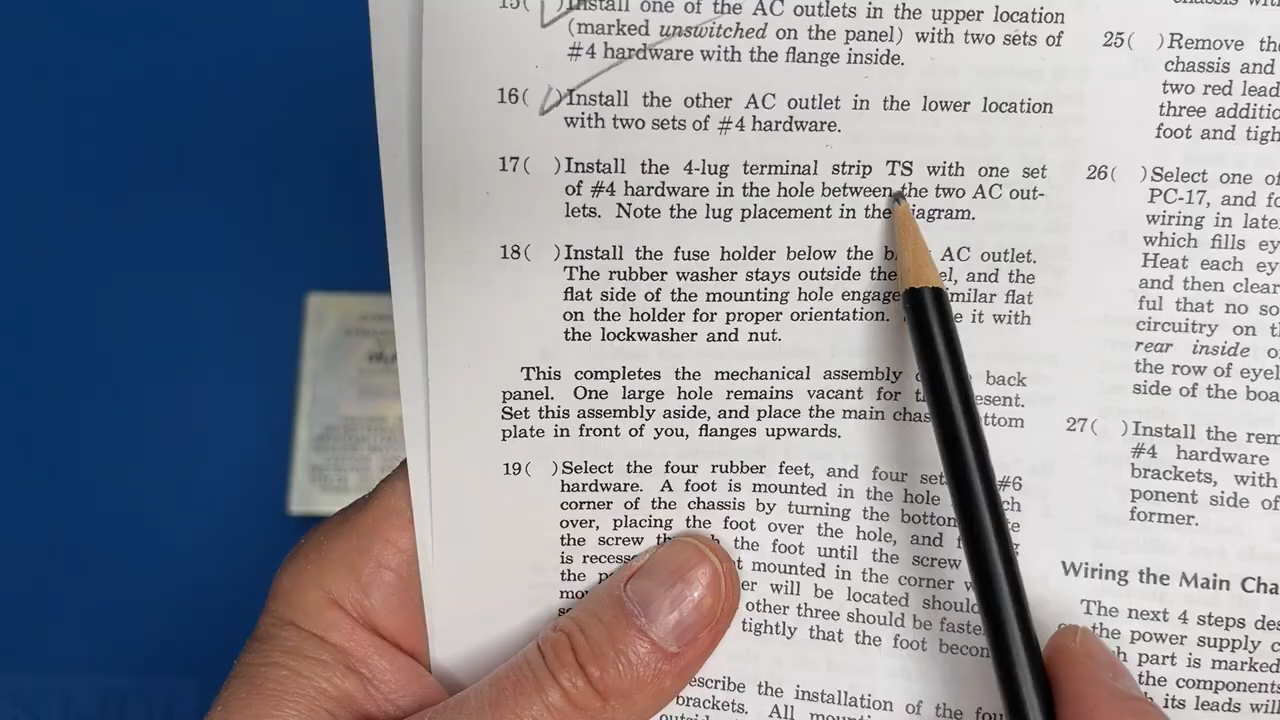 15( )Install one of the AC outlets in the upper location
(marked unswitched on the panel) with two sets of
#4 hardware with the flange inside.
16( )Install the other AC outlet in the lower location
with two sets of #4 hardware.
17( )Install the 4-lug terminal strip TS with one set
of #4 hardware in the hole between the two AC out-
lets. Note the lug placement in the diagram.
18( )Install the fuse holder below the AC outlet.
The rubber washer stays outside the el, and the
flat side of the mounting hole engage imilar flat
on the holder for proper orientation. e it with
the lockwasher and nut.
This completes the mechanical assembly back
panel. One large hole remains vacant for esent.
Set this assembly aside, and place the main chas ttom
plate in front of you, flanges upwards.
19( )Select the four rubber feet, and four set #6
hardware. A foot is mounted in the hole ch
corner of the chassis by turning the bottom te
over, placing the foot over the hole, and
the screw the foot until the screw
is recess t mounted in the corner
the er will be located should
other three should be faste
tightly that the foot becom
escribe the installation of the fou
brackets. All
25( )Remove the
chassis and
two red lead
three additio
foot and tigh
26( )Select one of
PC-17, and fo
wiring in late
which fills ey
Heat each ey
and then clear
ful that no so
circuitry on t
rear inside o
the row of eyel
side of the boa
27( )Install the rem
#4 hardware
brackets, with
ponent side of
former.
Wiring the Main Cha
The next 4 steps des
the power supply c
h part is marked
the components
its leads will